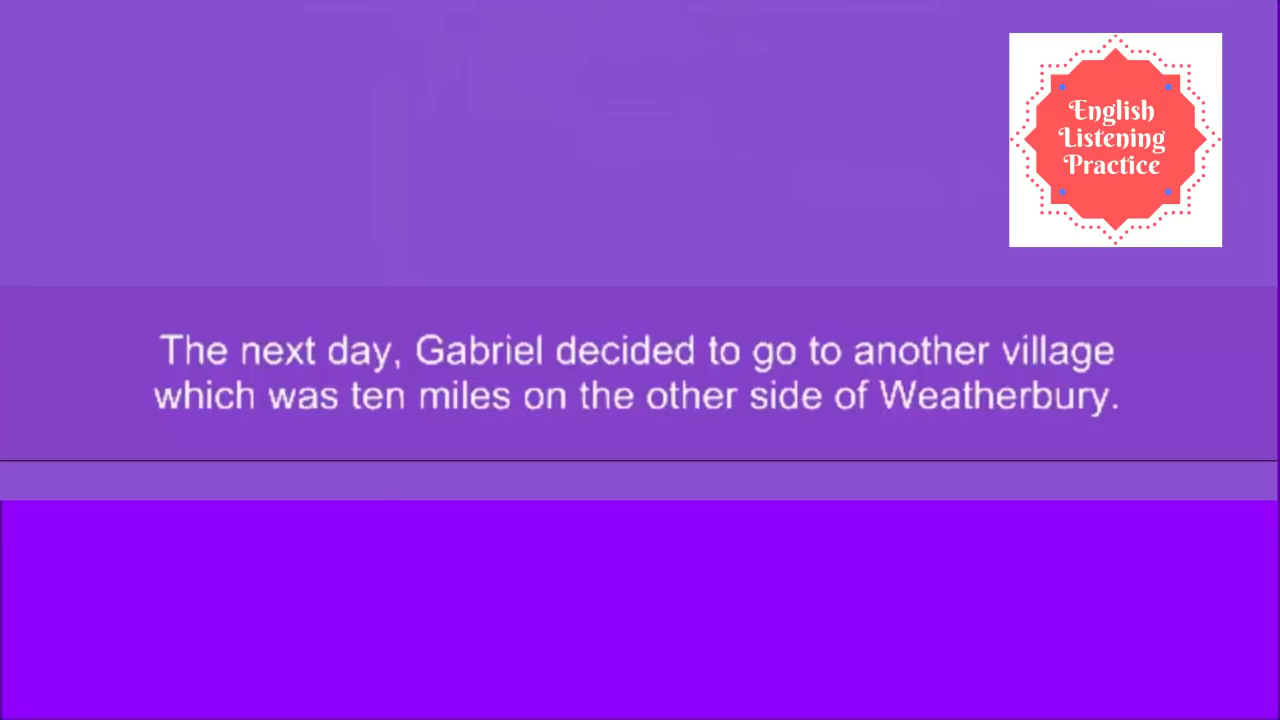 English
Listening
Practice
The next day, Gabriel decided to go to another village
which was ten miles on the other side of Weatherbury.